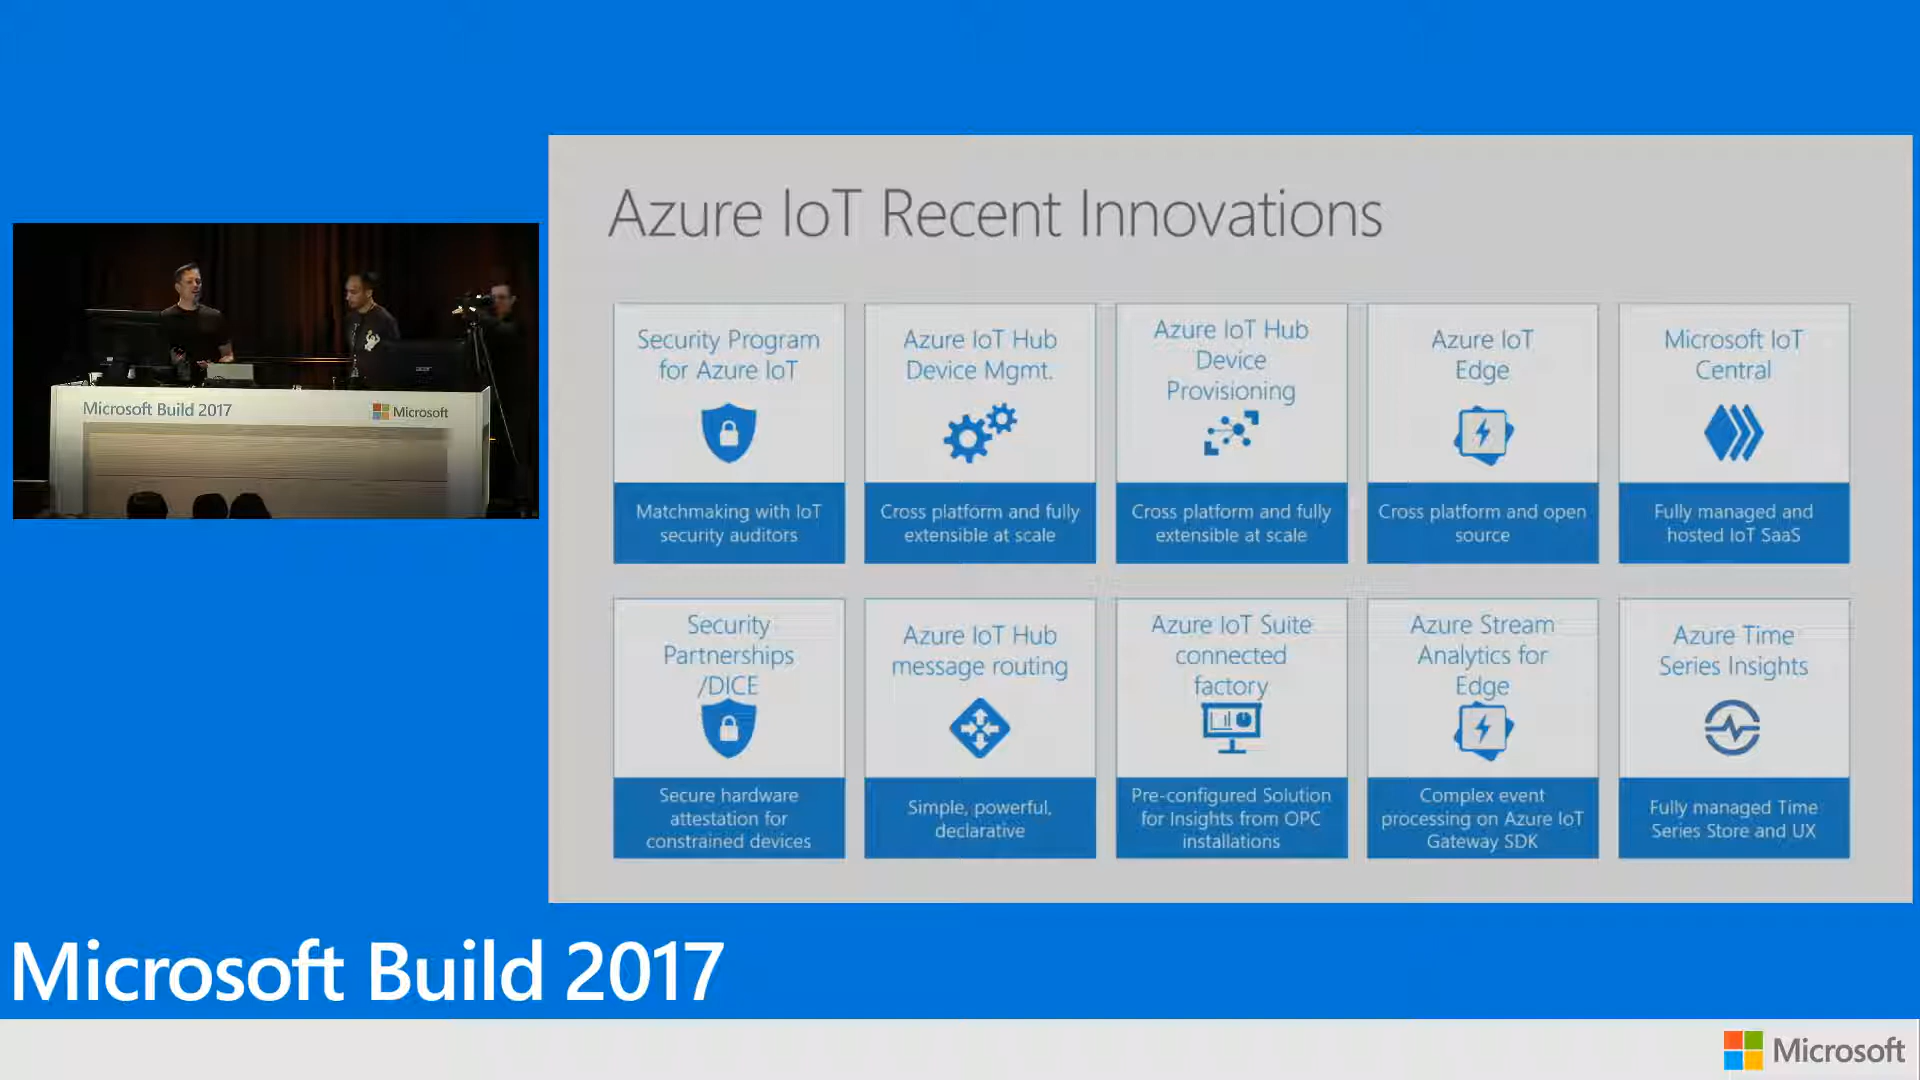 Azure IoT Recent Innovations
Security Program
for Azure IoT
Matchmaking with IoT
security auditors
Azure IoT Hub
Device Mgmt.
Cross platform and fully
extensible at scale
Azure IoT Hub
Device
Provisioning
Cross platform and fully
extensible at scale
Azure IoT
Edge
Cross platform and open
source
Microsoft IoT
Central
Fully managed and
hosted IoT SaaS
Security
Partnerships
/DICE
Secure hardware
attestation for
constrained devices
Azure IoT Hub
message routing
Simple, powerful,
declarative
Azure IoT Suite
connected
factory
Pre-configured Solution
for Insights from OPC
installations
Azure Stream
Analytics for
Edge
Complex event
processing on Azure IoT
Gateway SDK
Azure Time
Series Insights
Fully managed Time
Series Store and UX
Microsoft Build 2017
Microsoft
Microsoft Build 2017
Microsoft